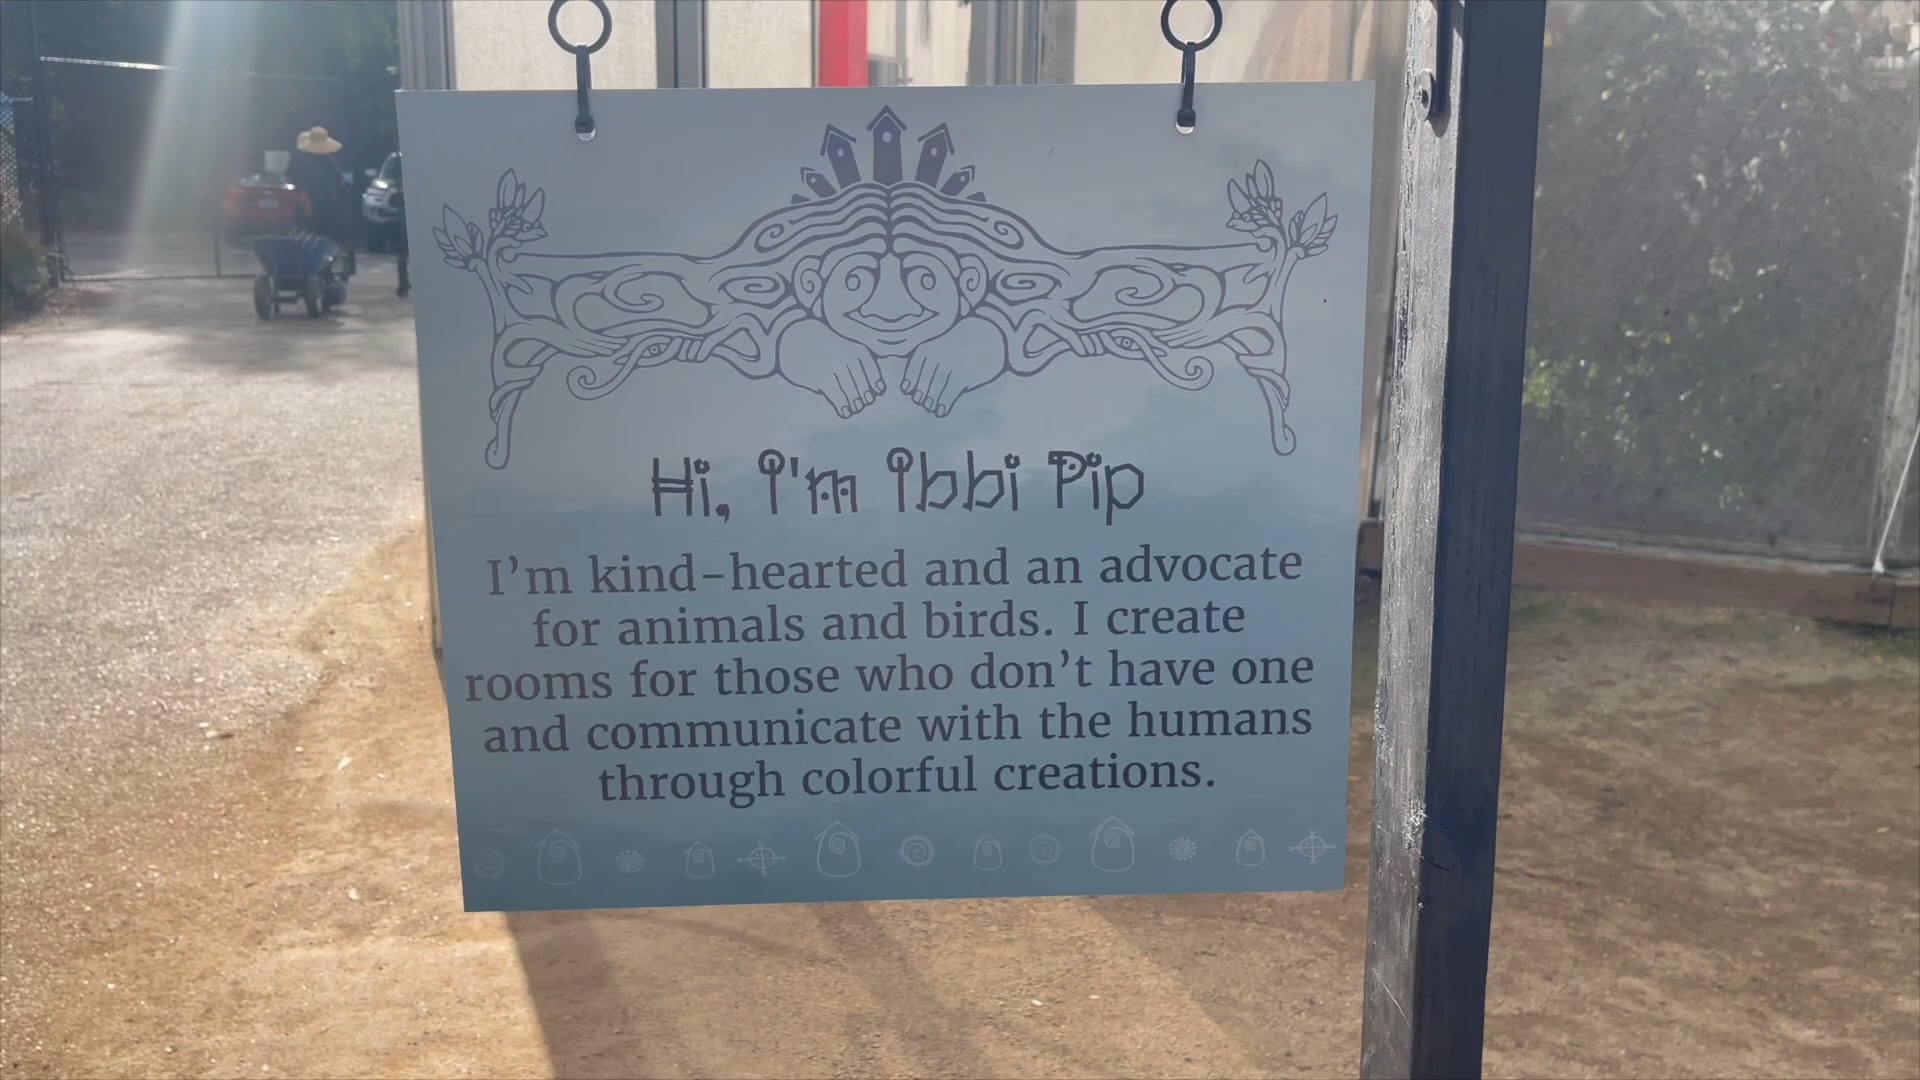 Hi, I'm Ibbi Pip
I'm kind-hearted and an advocate
for animals and birds. I create
rooms for those who don't have one
and communicate with the humans
through colorful creations.